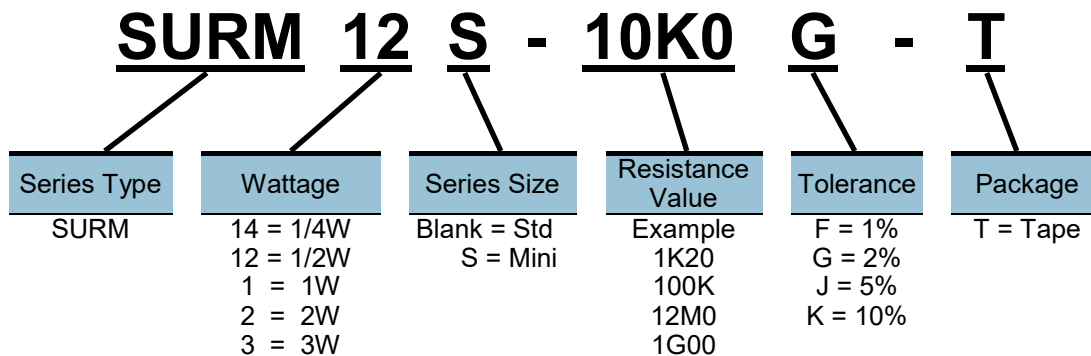 SURM 12 S - 10K0 G - T
Series Type
SURM
Wattage
14 = 1/4W
12 = 1/2W
1 = 1W
2 = 2W
3 = 3W
Series Size
Blank = Std
S = Mini
Resistance
Value
Example
1K20
100K
12M0
1G00
Tolerance
F = 1%
G = 2%
J = 5%
K = 10%
Package
T = Tape